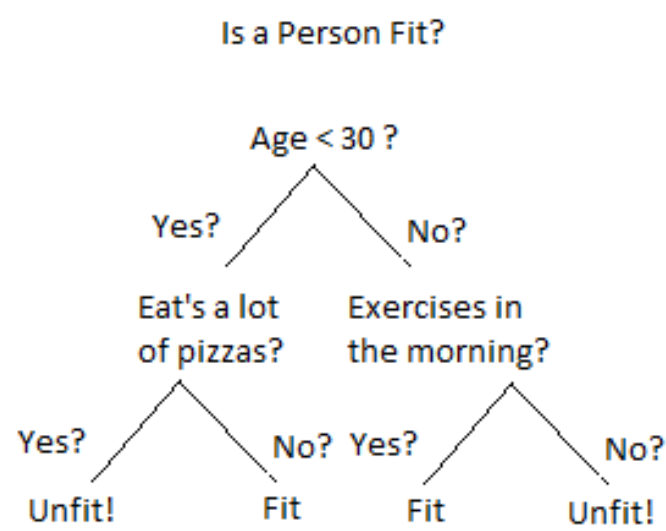 Is a Person Fit?
Age < 30 ?
Yes?
No?
Eat's a lot
of pizzas?
Exercises in
the morning?
Yes?
No?
Yes?
No?
Unfit!
Fit
Fit
Unfit!